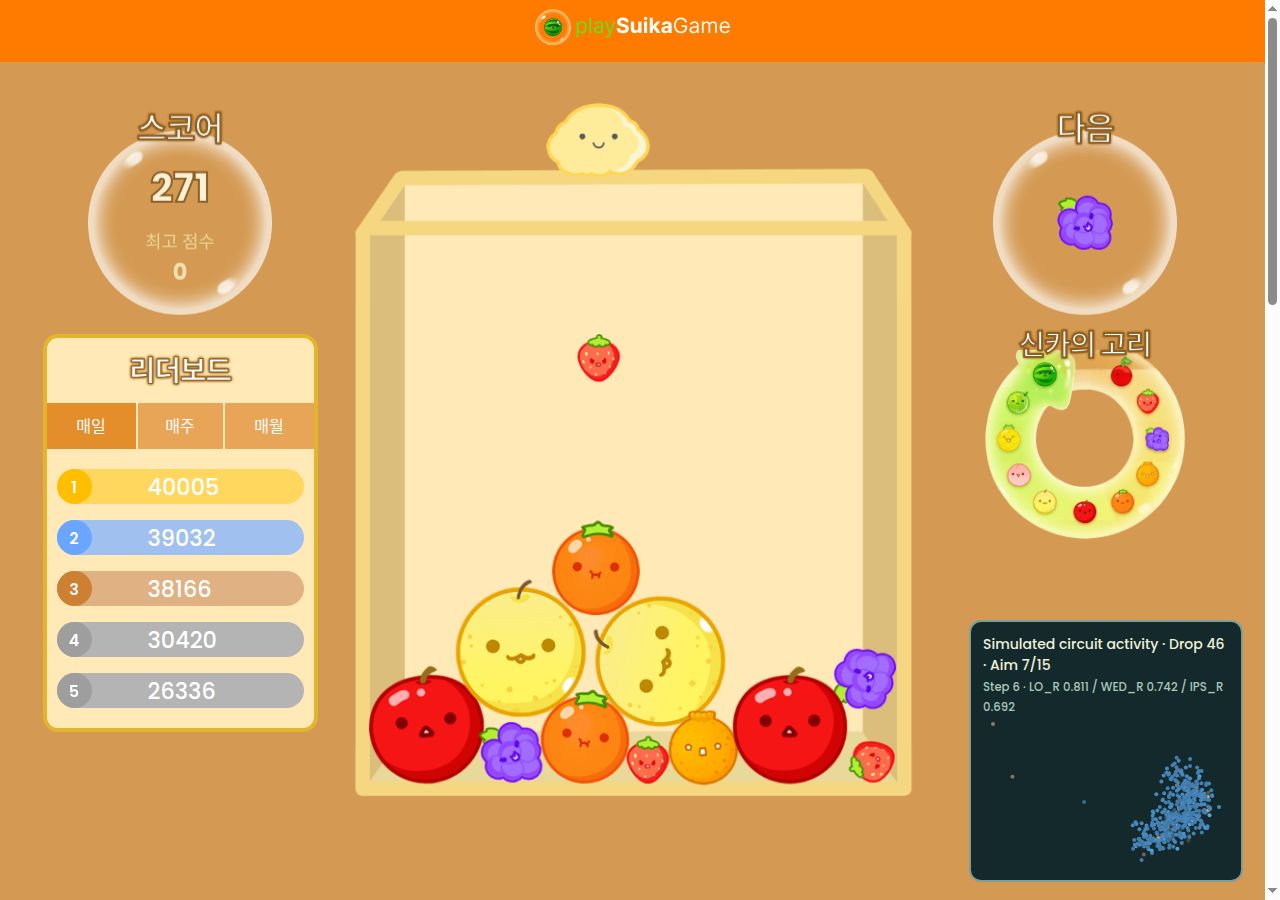 playSuikaGame
스코어
271
최고 점수
0
다음
리더보드
매일 매주 매월
1 40005
2 39032
3 38166
4 30420
5 26336
신카의 고리
Simulated circuit activity · Drop 46
· Aim 7/15
Step 6 · LO_R 0.811 / WED_R 0.742 / IPS_R
0.692